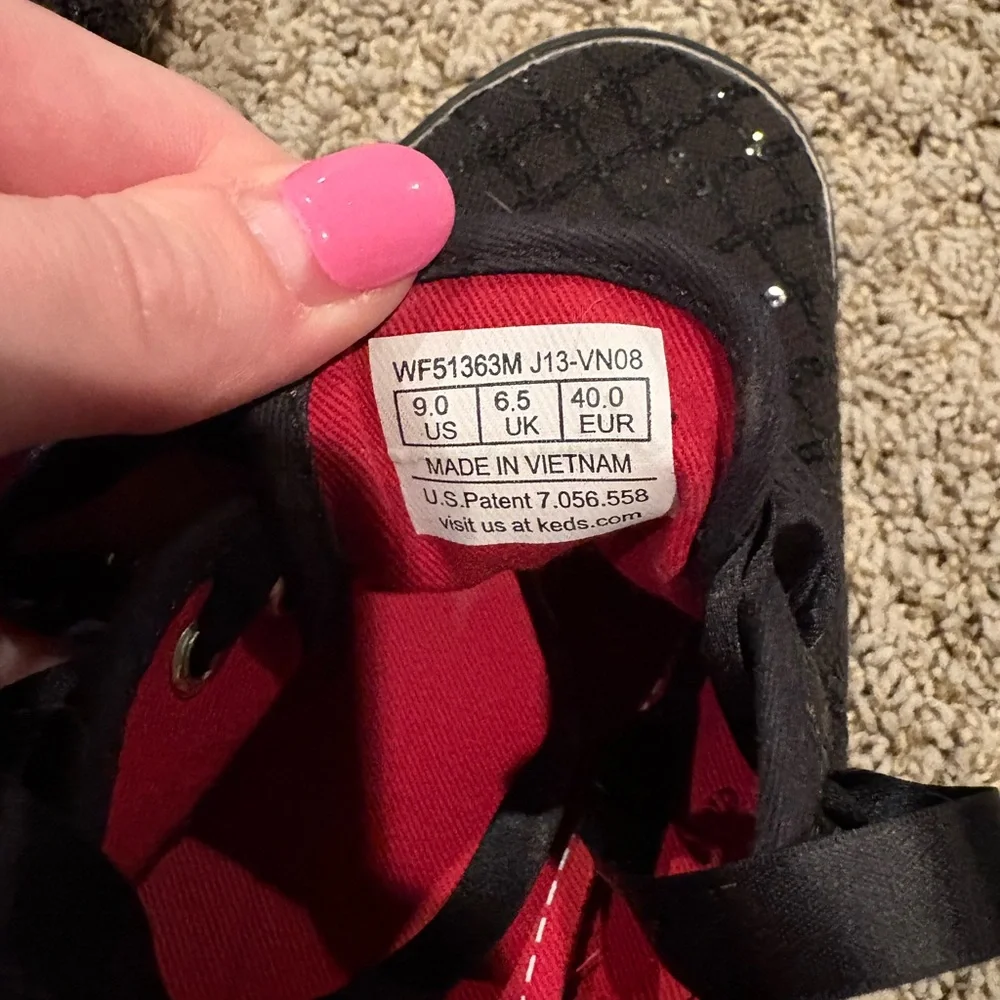 WF51363M J13-VN08
9.0 6.5 40.0
US UK EUR
MADE IN VIETNAM
U.S.Patent 7.056.558
visit us at keds.com